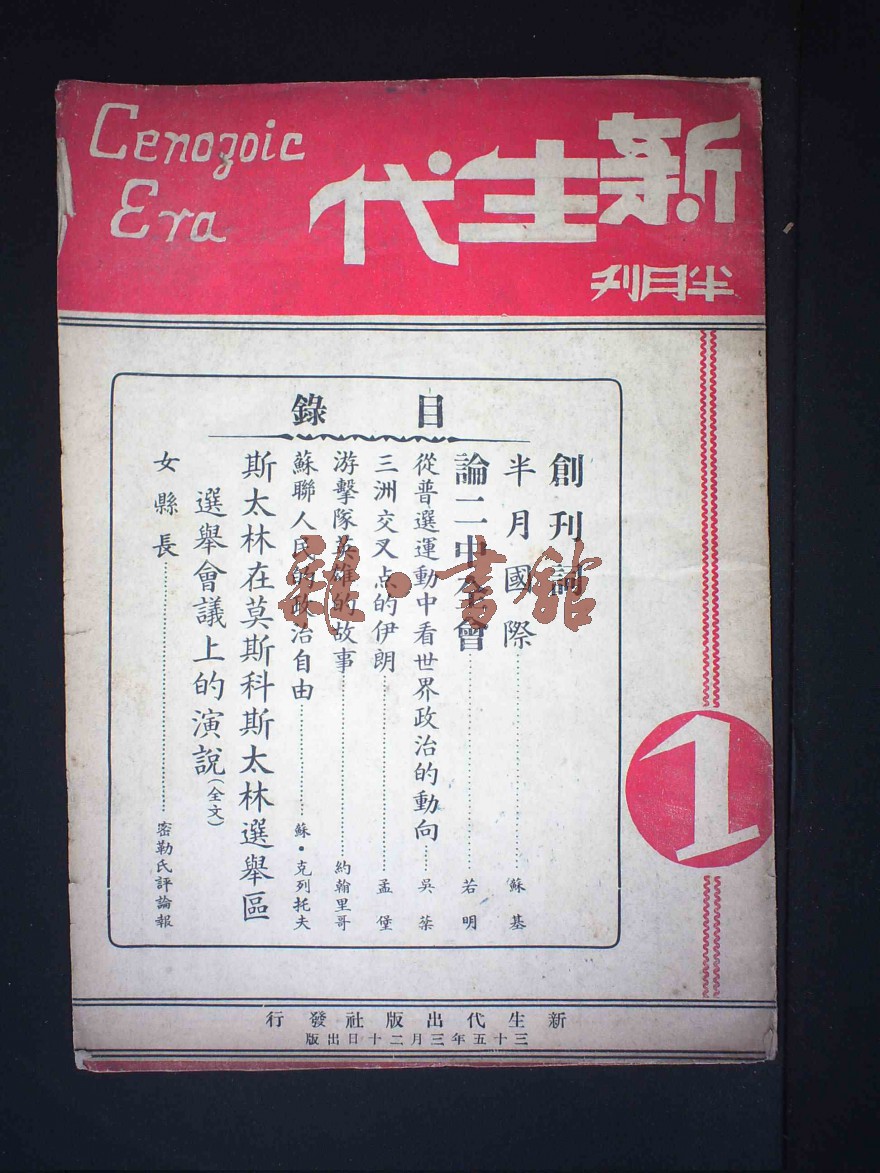 Cenozoic
Era
新生代
半月刊
目錄
創刊詞
半月國際……蘇基
論二中全會……若明
從普選運動中看世界政治的動向……吳葉
三洲交叉点的伊朗……孟堡
游擊隊英雄的故事……約翰里哥
蘇聯人民的政治自由……蘇·克列托夫
斯太林在莫斯科斯太林選舉區
選舉會議上的演說(全文)
女縣長……密勒氏評論報
1
新生代出版社發行
三十五年三月二十日出版
雜·書館